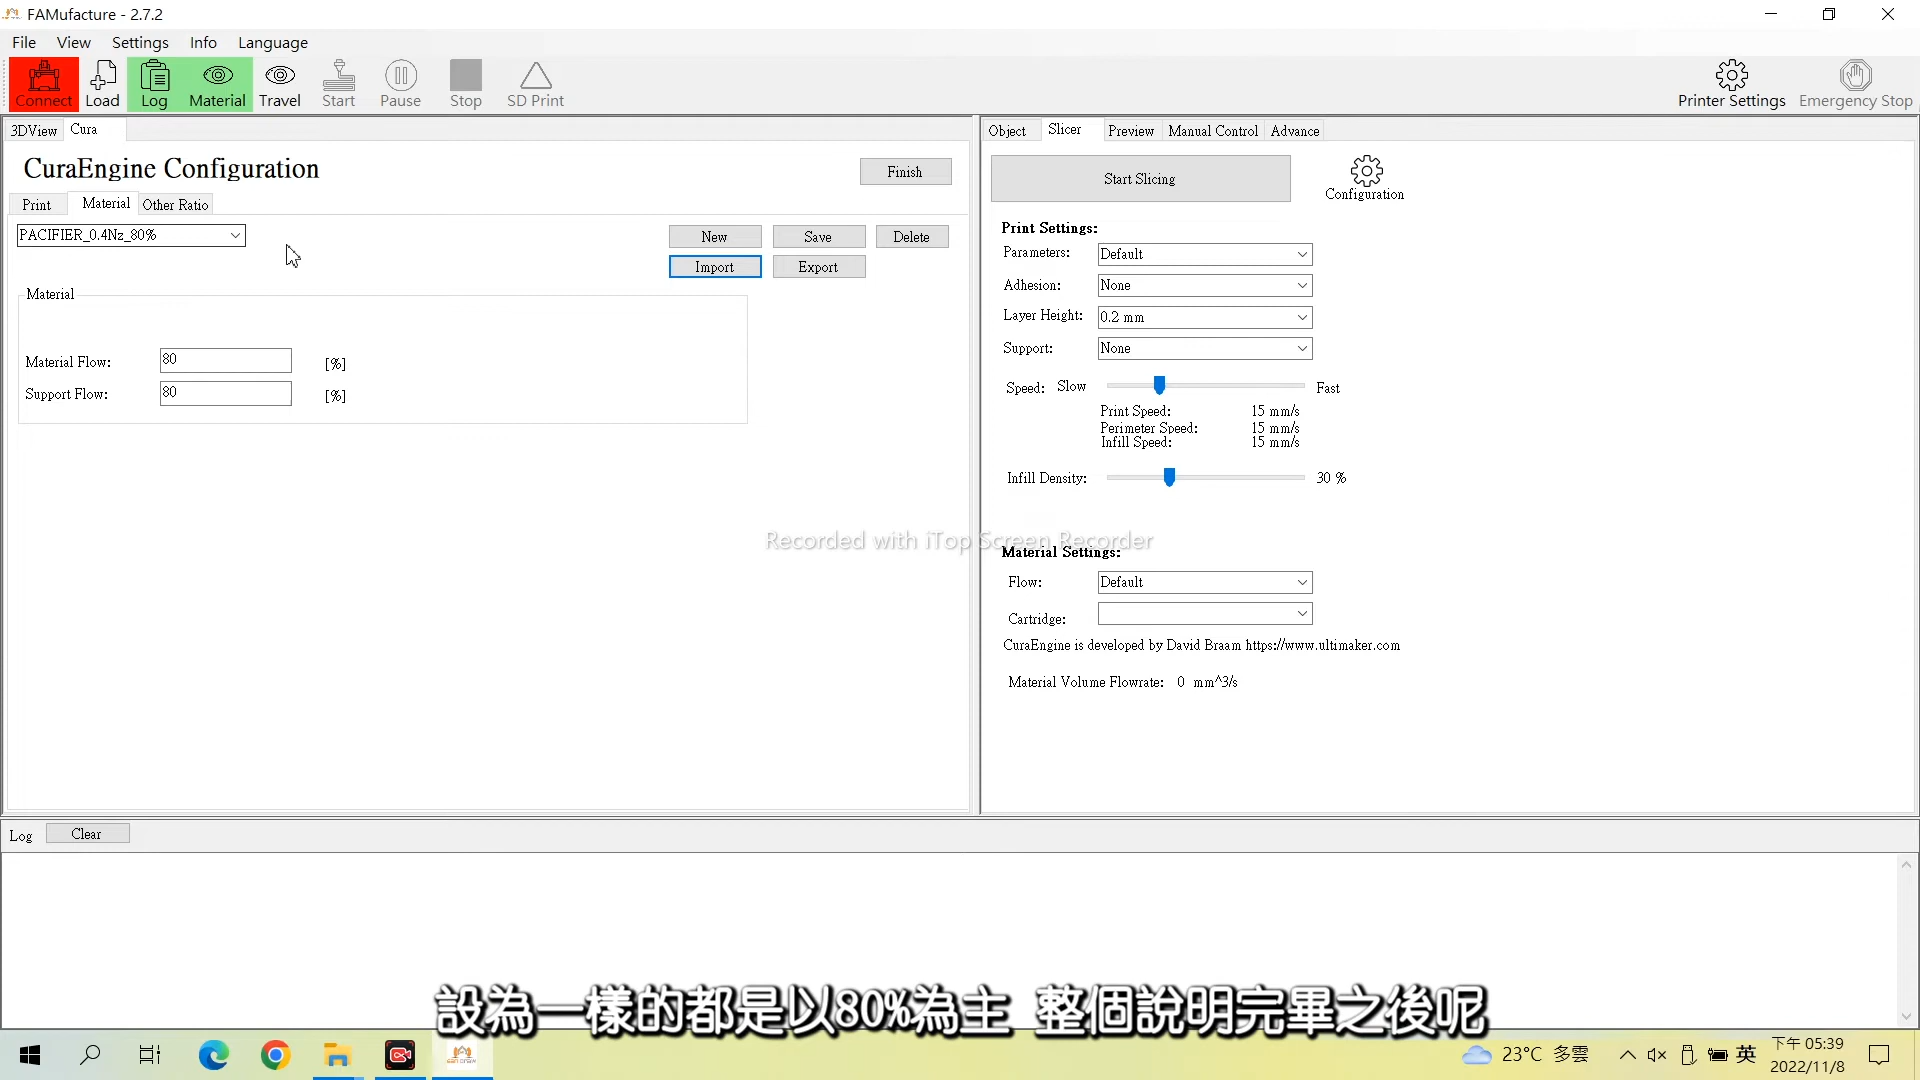 FAMufacture - 2.7.2
File View Settings Info Language
Connect Load Log Material Travel Start Pause Stop SD Print Printer Settings Emergency Stop
3DView Cura
CuraEngine Configuration
Finish
Print Material Other Ratio
PACIFIER_0.4Nz_80%
New Save Delete
Import Export
Material
Material Flow: 80 [%]
Support Flow: 80 [%]
Object Slicer Preview Manual Control Advance
Start Slicing
Configuration
Print Settings:
Parameters: Default
Adhesion: None
Layer Height: 0.2 mm
Support: None
Speed: Slow Fast
Print Speed: 15 mm/s
Perimeter Speed: 15 mm/s
Infill Speed: 15 mm/s
Infill Density: 30 %
Recorded with iTop Screen Recorder
Material Settings:
Flow: Default
Cartridge:
CuraEngine is developed by David Braam https://www.ultimaker.com
Material Volume Flowrate: 0 mm^3/s
Log Clear
設為一樣的都是以80%為主 整個說明完畢之後呢
23°C 多雲
英
下午 05:39
2022/11/8